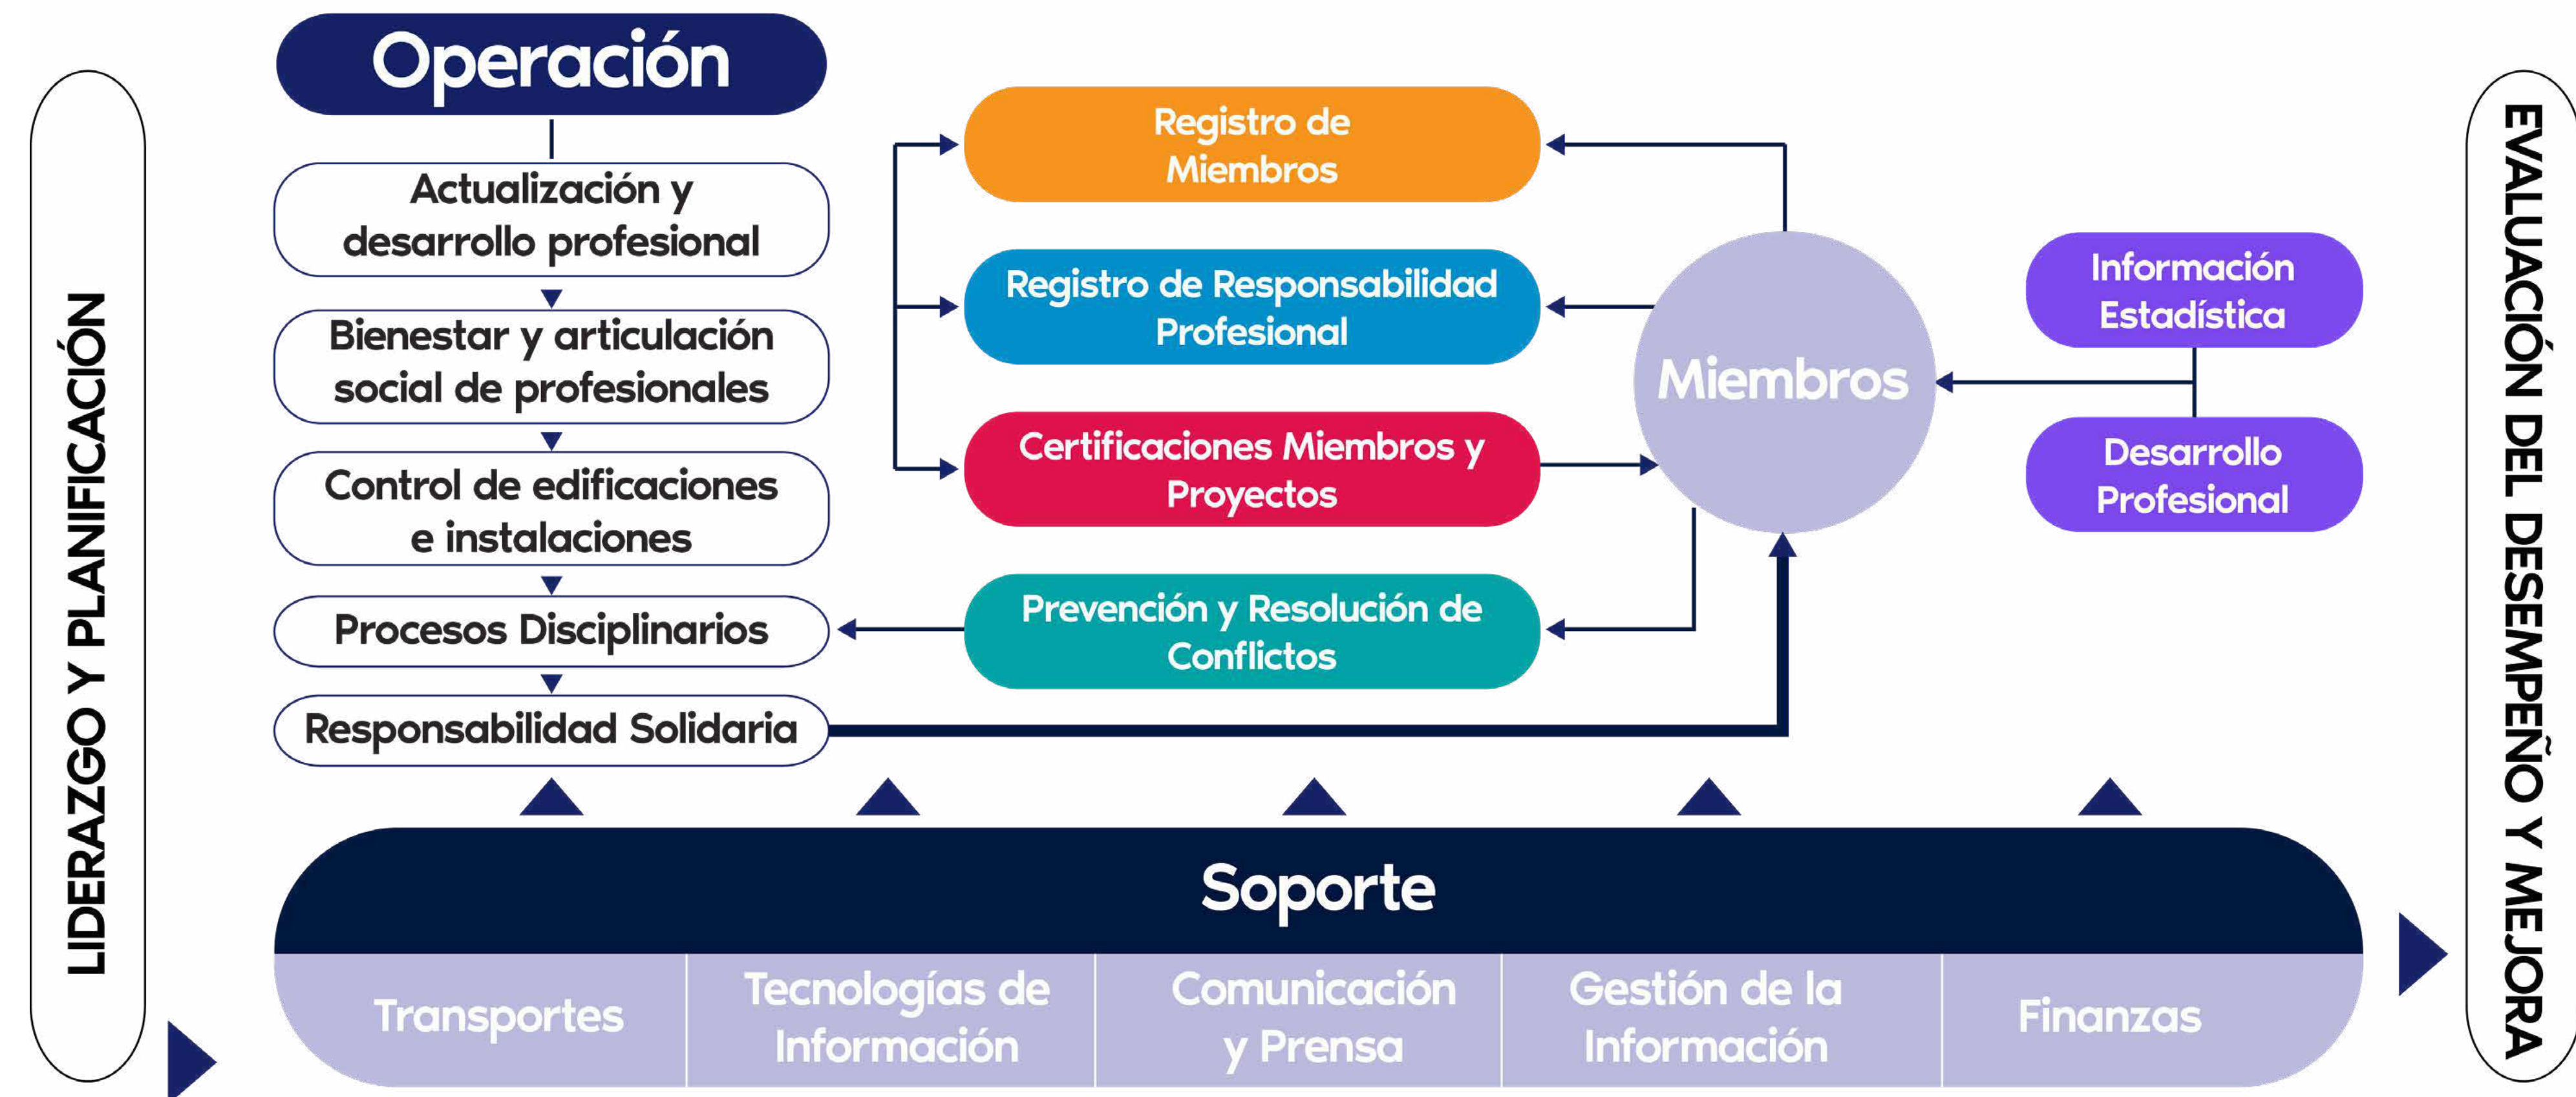 LIDERAZGO Y PLANIFICACIÓN
Operación
Actualización y
desarrollo profesional
Bienestar y articulación
social de profesionales
Control de edificaciones
e instalaciones
Procesos Disciplinarios
Responsabilidad Solidaria
Registro de
Miembros
Registro de Responsabilidad
Profesional
Certificaciones Miembros y
Proyectos
Prevención y Resolución de
Conflictos
Miembros
Información
Estadística
Desarrollo
Profesional
Soporte
Transportes
Tecnologías de
Información
Comunicación
y Prensa
Gestión de la
Información
Finanzas
EVALUACIÓN DEL DESEMPEÑO Y MEJORA